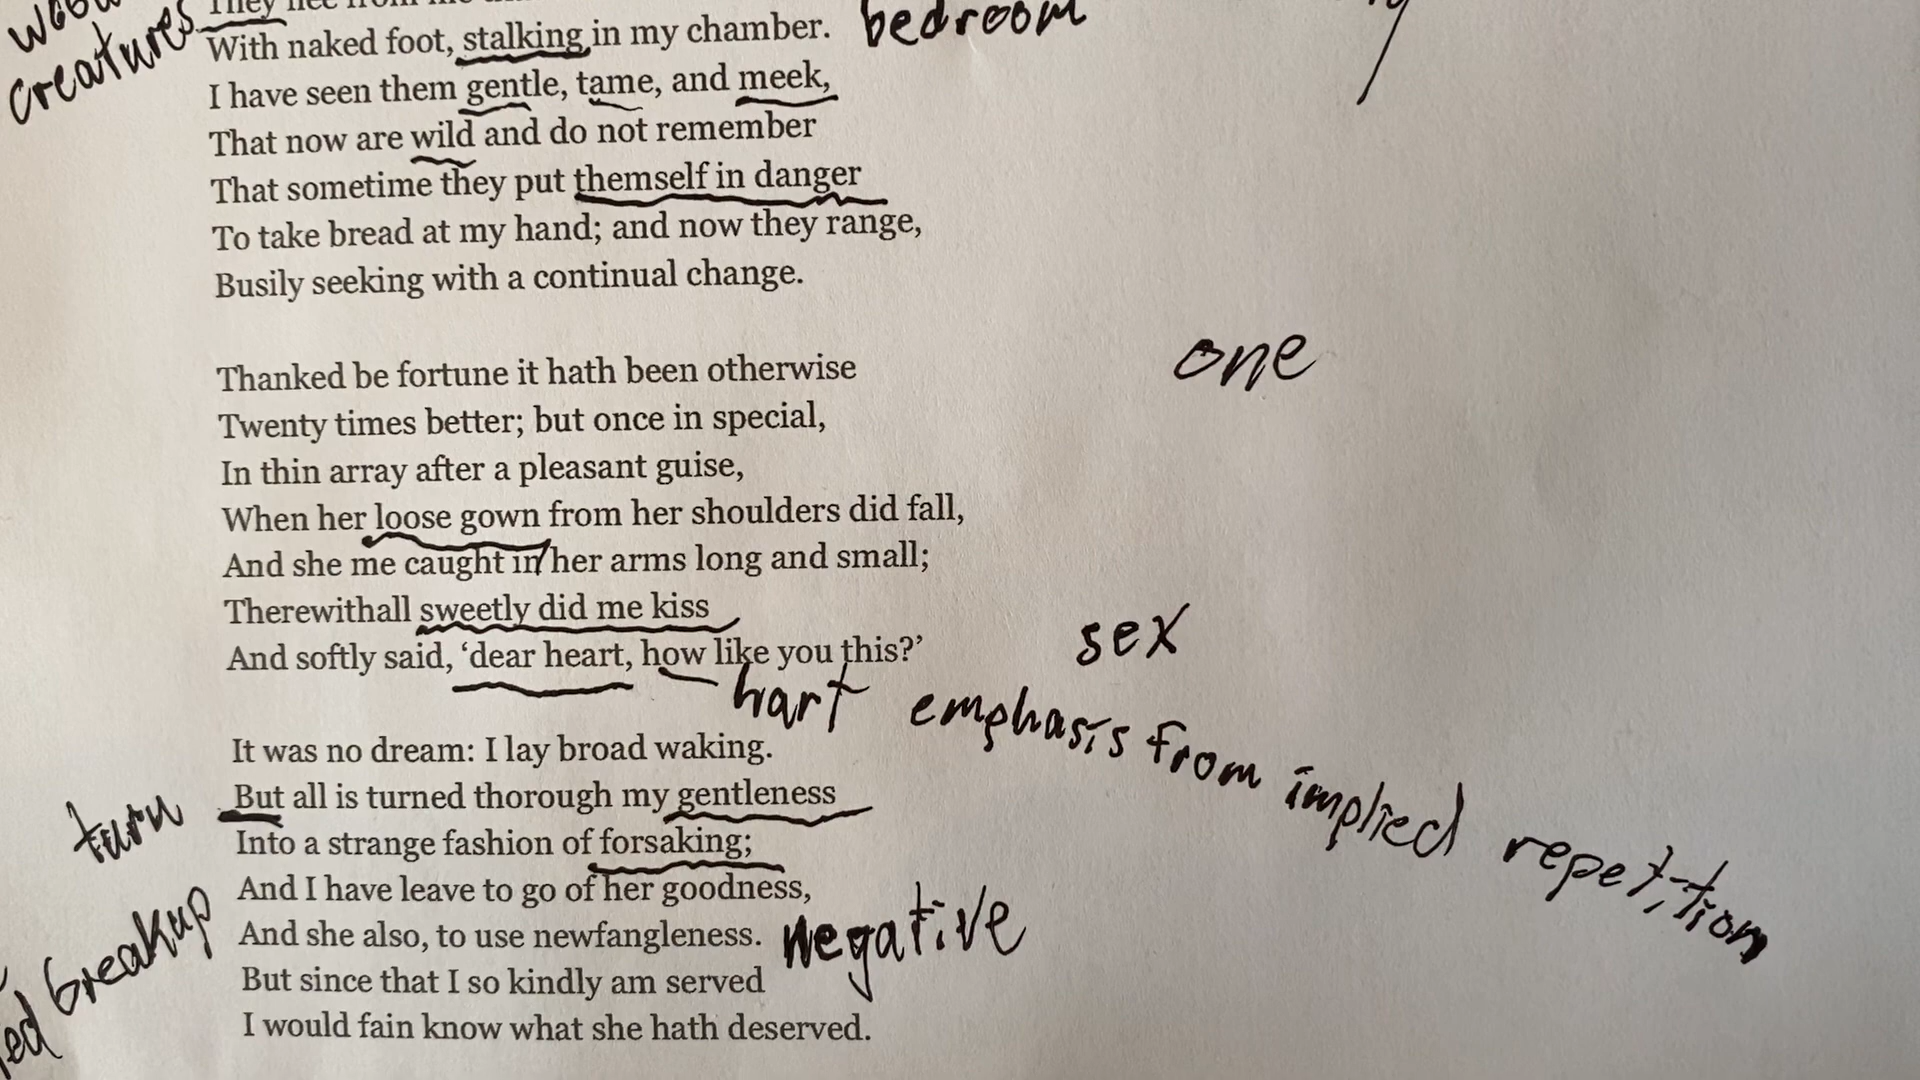 They flee from me
creatures
With naked foot, stalking in my chamber. bedroom
I have seen them gentle, tame, and meek,
That now are wild and do not remember
That sometime they put themself in danger
To take bread at my hand; and now they range,
Busily seeking with a continual change.
Thanked be fortune it hath been otherwise
one
Twenty times better; but once in special,
In thin array after a pleasant guise,
When her loose gown from her shoulders did fall,
And she me caught in her arms long and small;
Therewithall sweetly did me kiss
sex
And softly said, ‘dear heart, how like you this?’
hart emphasis from implied repetition
It was no dream: I lay broad waking.
turn
But all is turned thorough my gentleness
Into a strange fashion of forsaking;
And I have leave to go of her goodness,
breakup
And she also, to use newfangleness. negative
But since that I so kindly am served
I would fain know what she hath deserved.